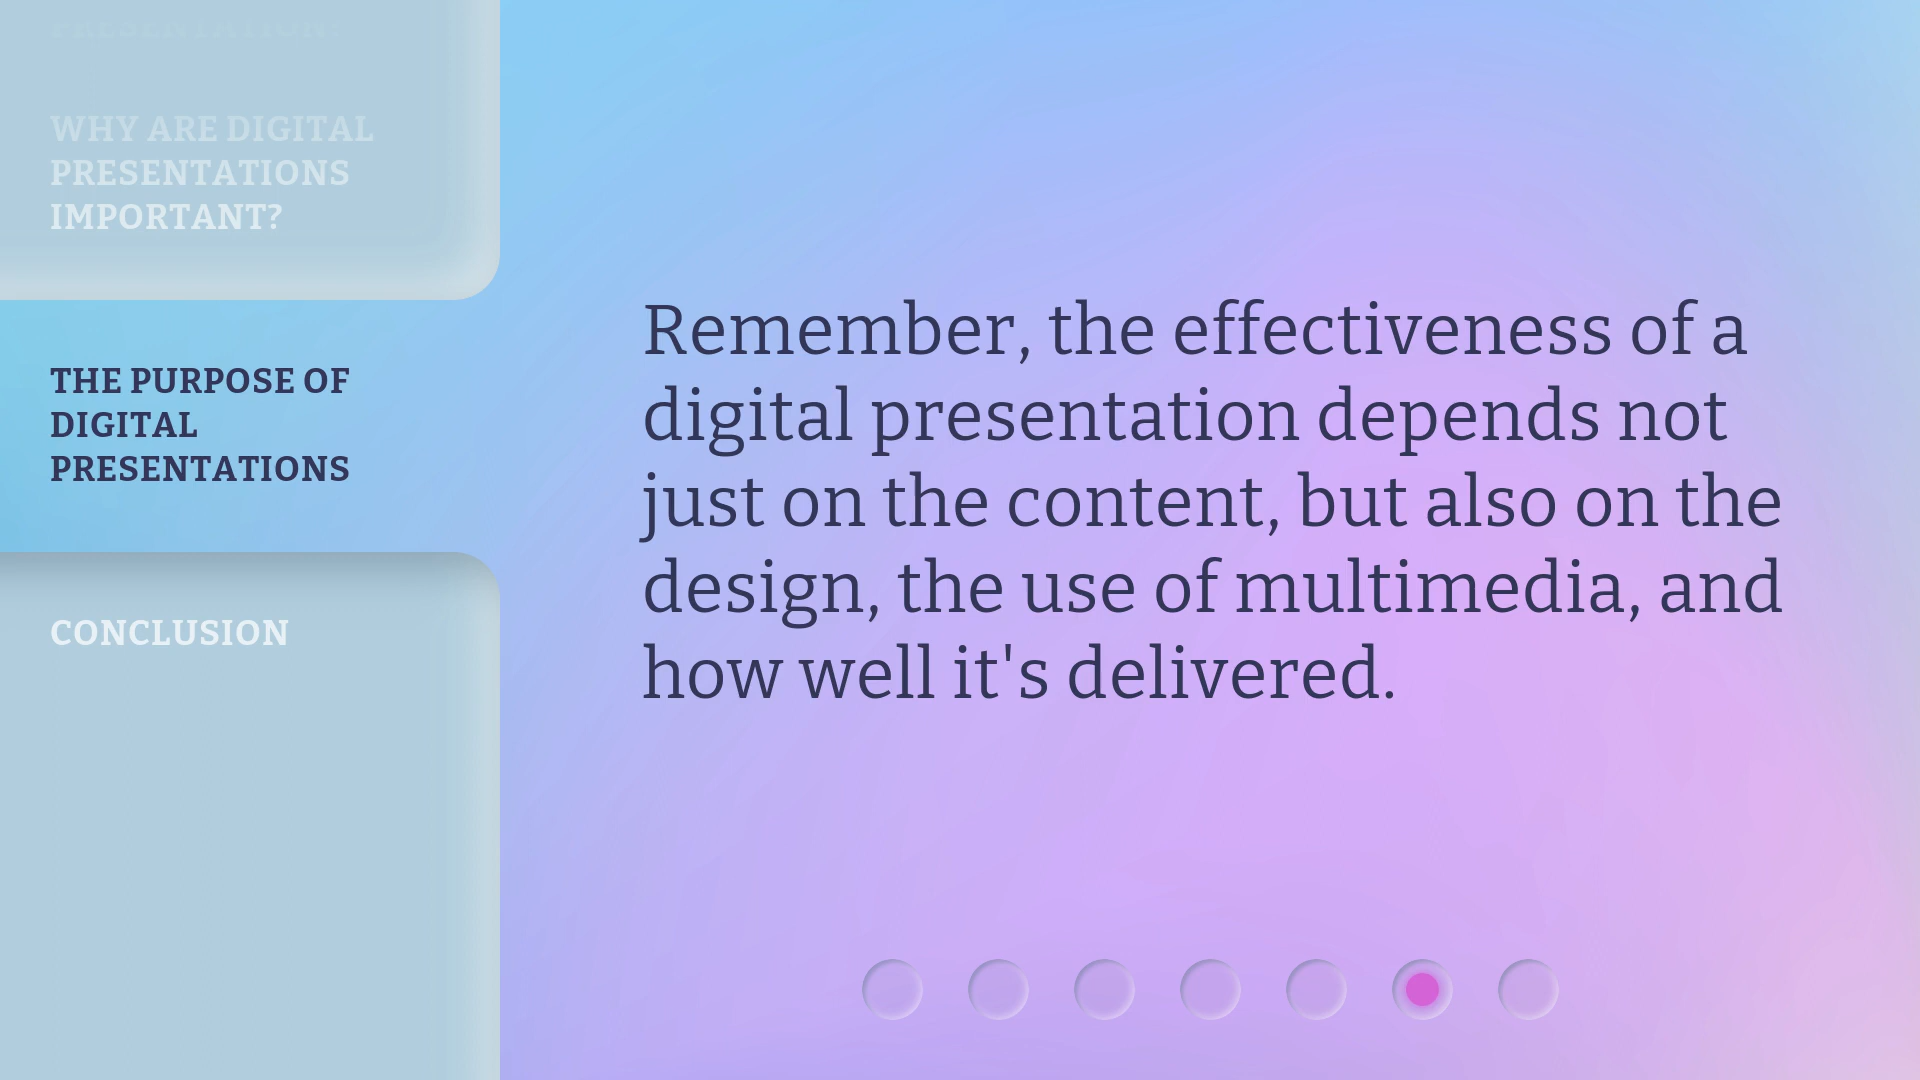 PRESENTATION?
WHY ARE DIGITAL
PRESENTATIONS
IMPORTANT?
THE PURPOSE OF
DIGITAL
PRESENTATIONS
CONCLUSION
Remember, the effectiveness of a
digital presentation depends not
just on the content, but also on the
design, the use of multimedia, and
how well it's delivered.